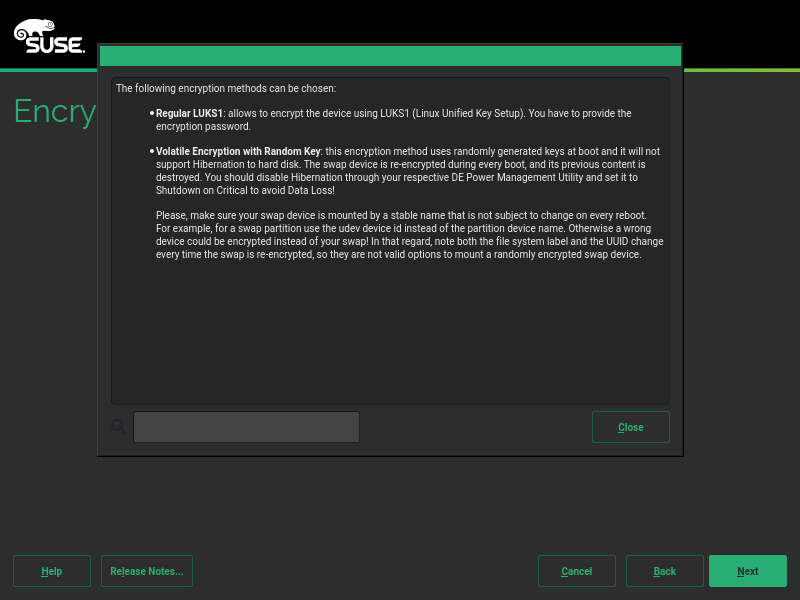 SUSE.
Encry
The following encryption methods can be chosen:
• Regular LUKS1: allows to encrypt the device using LUKS1 (Linux Unified Key Setup). You have to provide the
encryption password.
• Volatile Encryption with Random Key: this encryption method uses randomly generated keys at boot and it will not
support Hibernation to hard disk. The swap device is re-encrypted during every boot, and its previous content is
destroyed. You should disable Hibernation through your respective DE Power Management Utility and set it to
Shutdown on Critical to avoid Data Loss!
Please, make sure your swap device is mounted by a stable name that is not subject to change on every reboot.
For example, for a swap partition use the udev device id instead of the partition device name. Otherwise a wrong
device could be encrypted instead of your swap! In that regard, note both the file system label and the UUID change
every time the swap is re-encrypted, so they are not valid options to mount a randomly encrypted swap device.
Close
Help
Release Notes...
Cancel
Back
Next